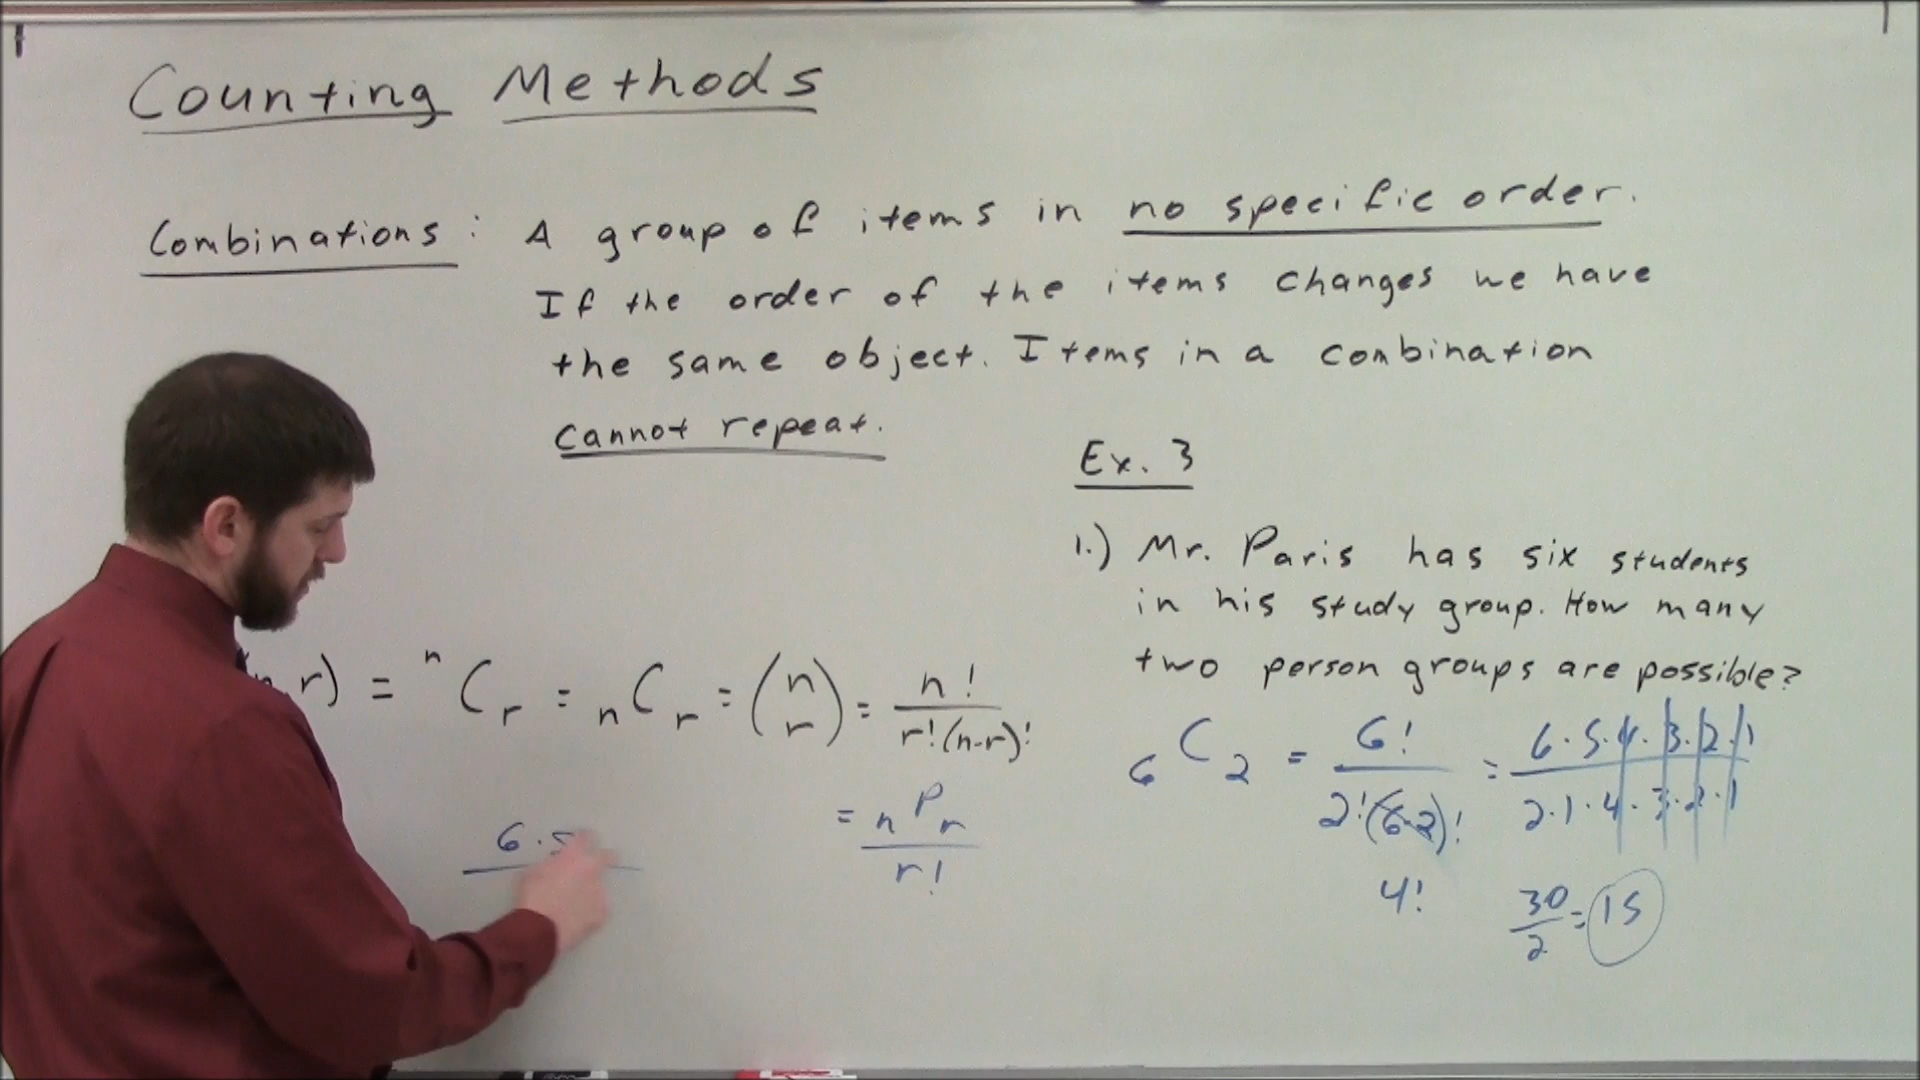 Counting Methods
Combinations: A group of items in no specific order.
If the order of the items changes we have
the same object. Items in a combination
cannot repeat.
Ex. 3
1.) Mr. Paris has six students
in his study group. How many
two person groups are possible?
n, r) = ⁿCᵣ = ₙCᵣ = (n r) = n! / r!(n-r)!
= ₙPᵣ / r!
6·5
₆C₂ = 6! / 2!(6-2)! = 6·5·4·3·2·1 / 2·1·4·3·2·1
4!
30/2 = 15